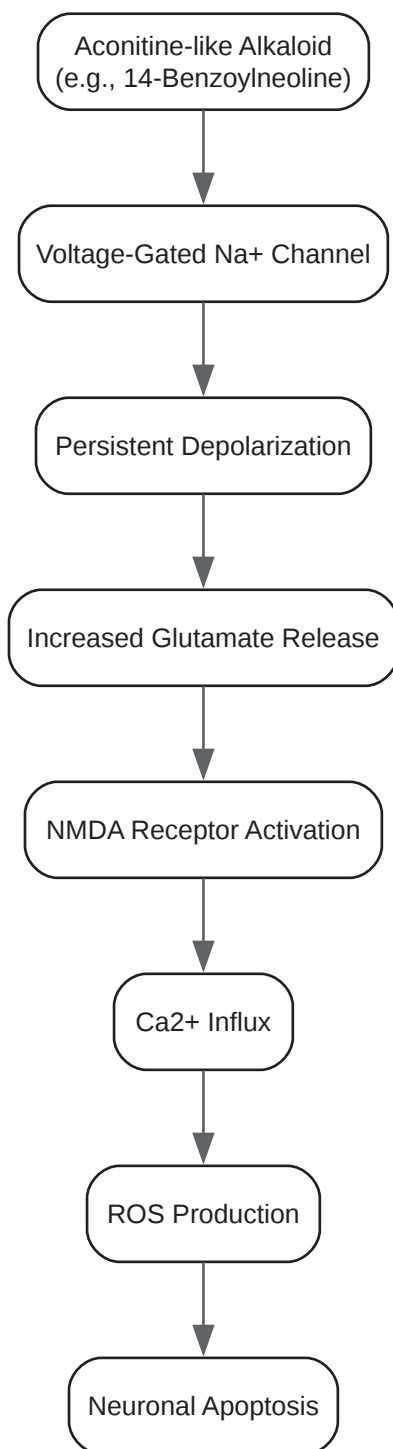 Aconitine-like Alkaloid
(e.g., 14-Benzoylneoline)
Voltage-Gated Na+ Channel
Persistent Depolarization
Increased Glutamate Release
NMDA Receptor Activation
Ca2+ Influx
ROS Production
Neuronal Apoptosis